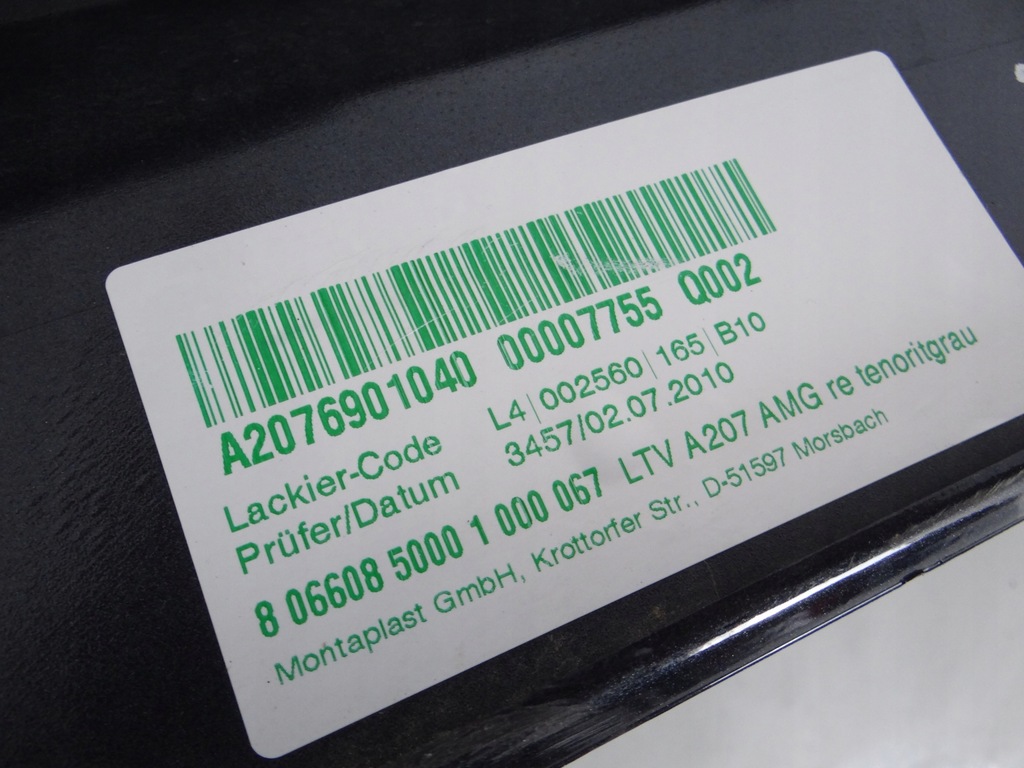 A2076901040 00007755 Q002
Lackier-Code L4|002560|165|B10
Prüfer/Datum 3457/02.07.2010
8 06608 5000 1 000 067 LTV A207 AMG re tenoritgrau
Montaplast GmbH, Krottorfer Str., D-51597 Morsbach